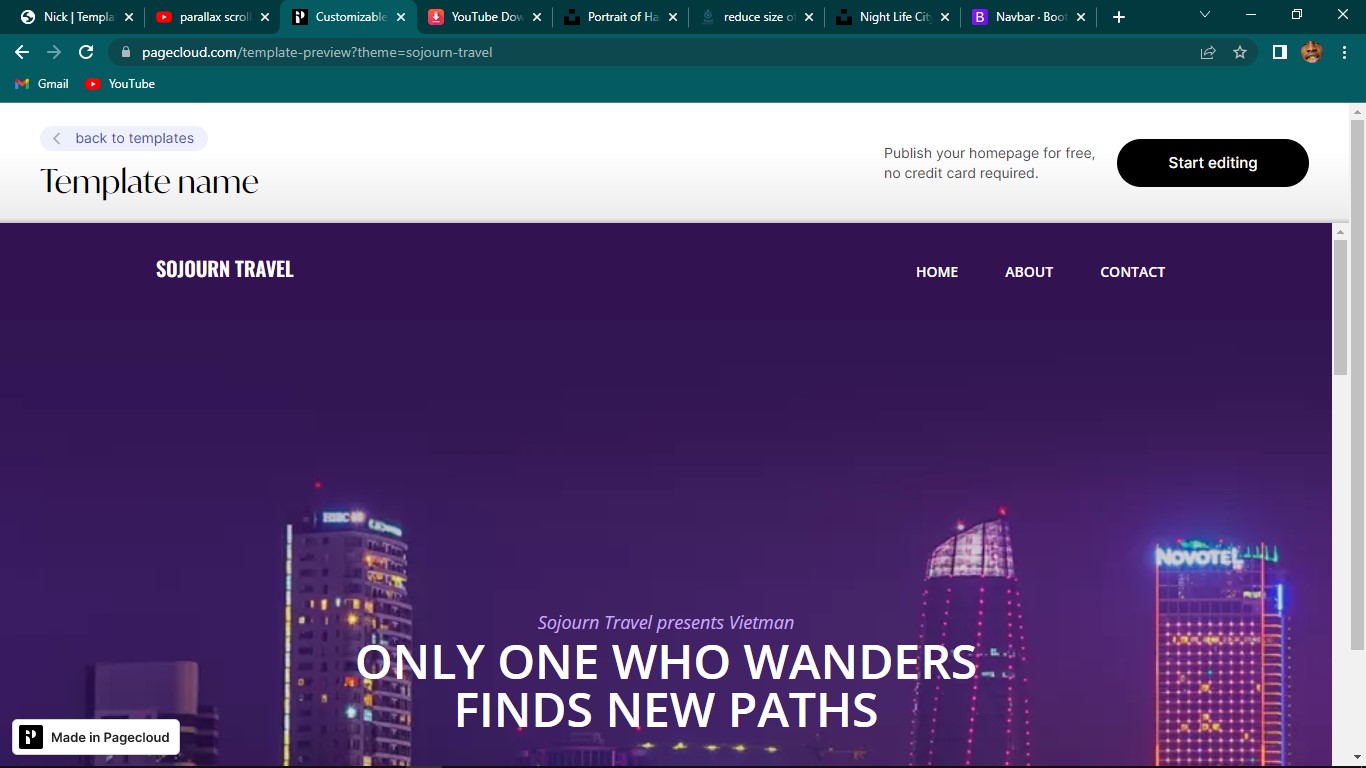 Nick | Templa
parallax scroll
Customizable
YouTube Dow
Portrait of Ha
reduce size of
Night Life City
Navbar · Boot
pagecloud.com/template-preview?theme=sojourn-travel
Gmail
YouTube
back to templates
Template name
Publish your homepage for free,
no credit card required.
Start editing
SOJOURN TRAVEL
HOME
ABOUT
CONTACT
NOVOTEL
Sojourn Travel presents Vietman
ONLY ONE WHO WANDERS
FINDS NEW PATHS
Made in Pagecloud